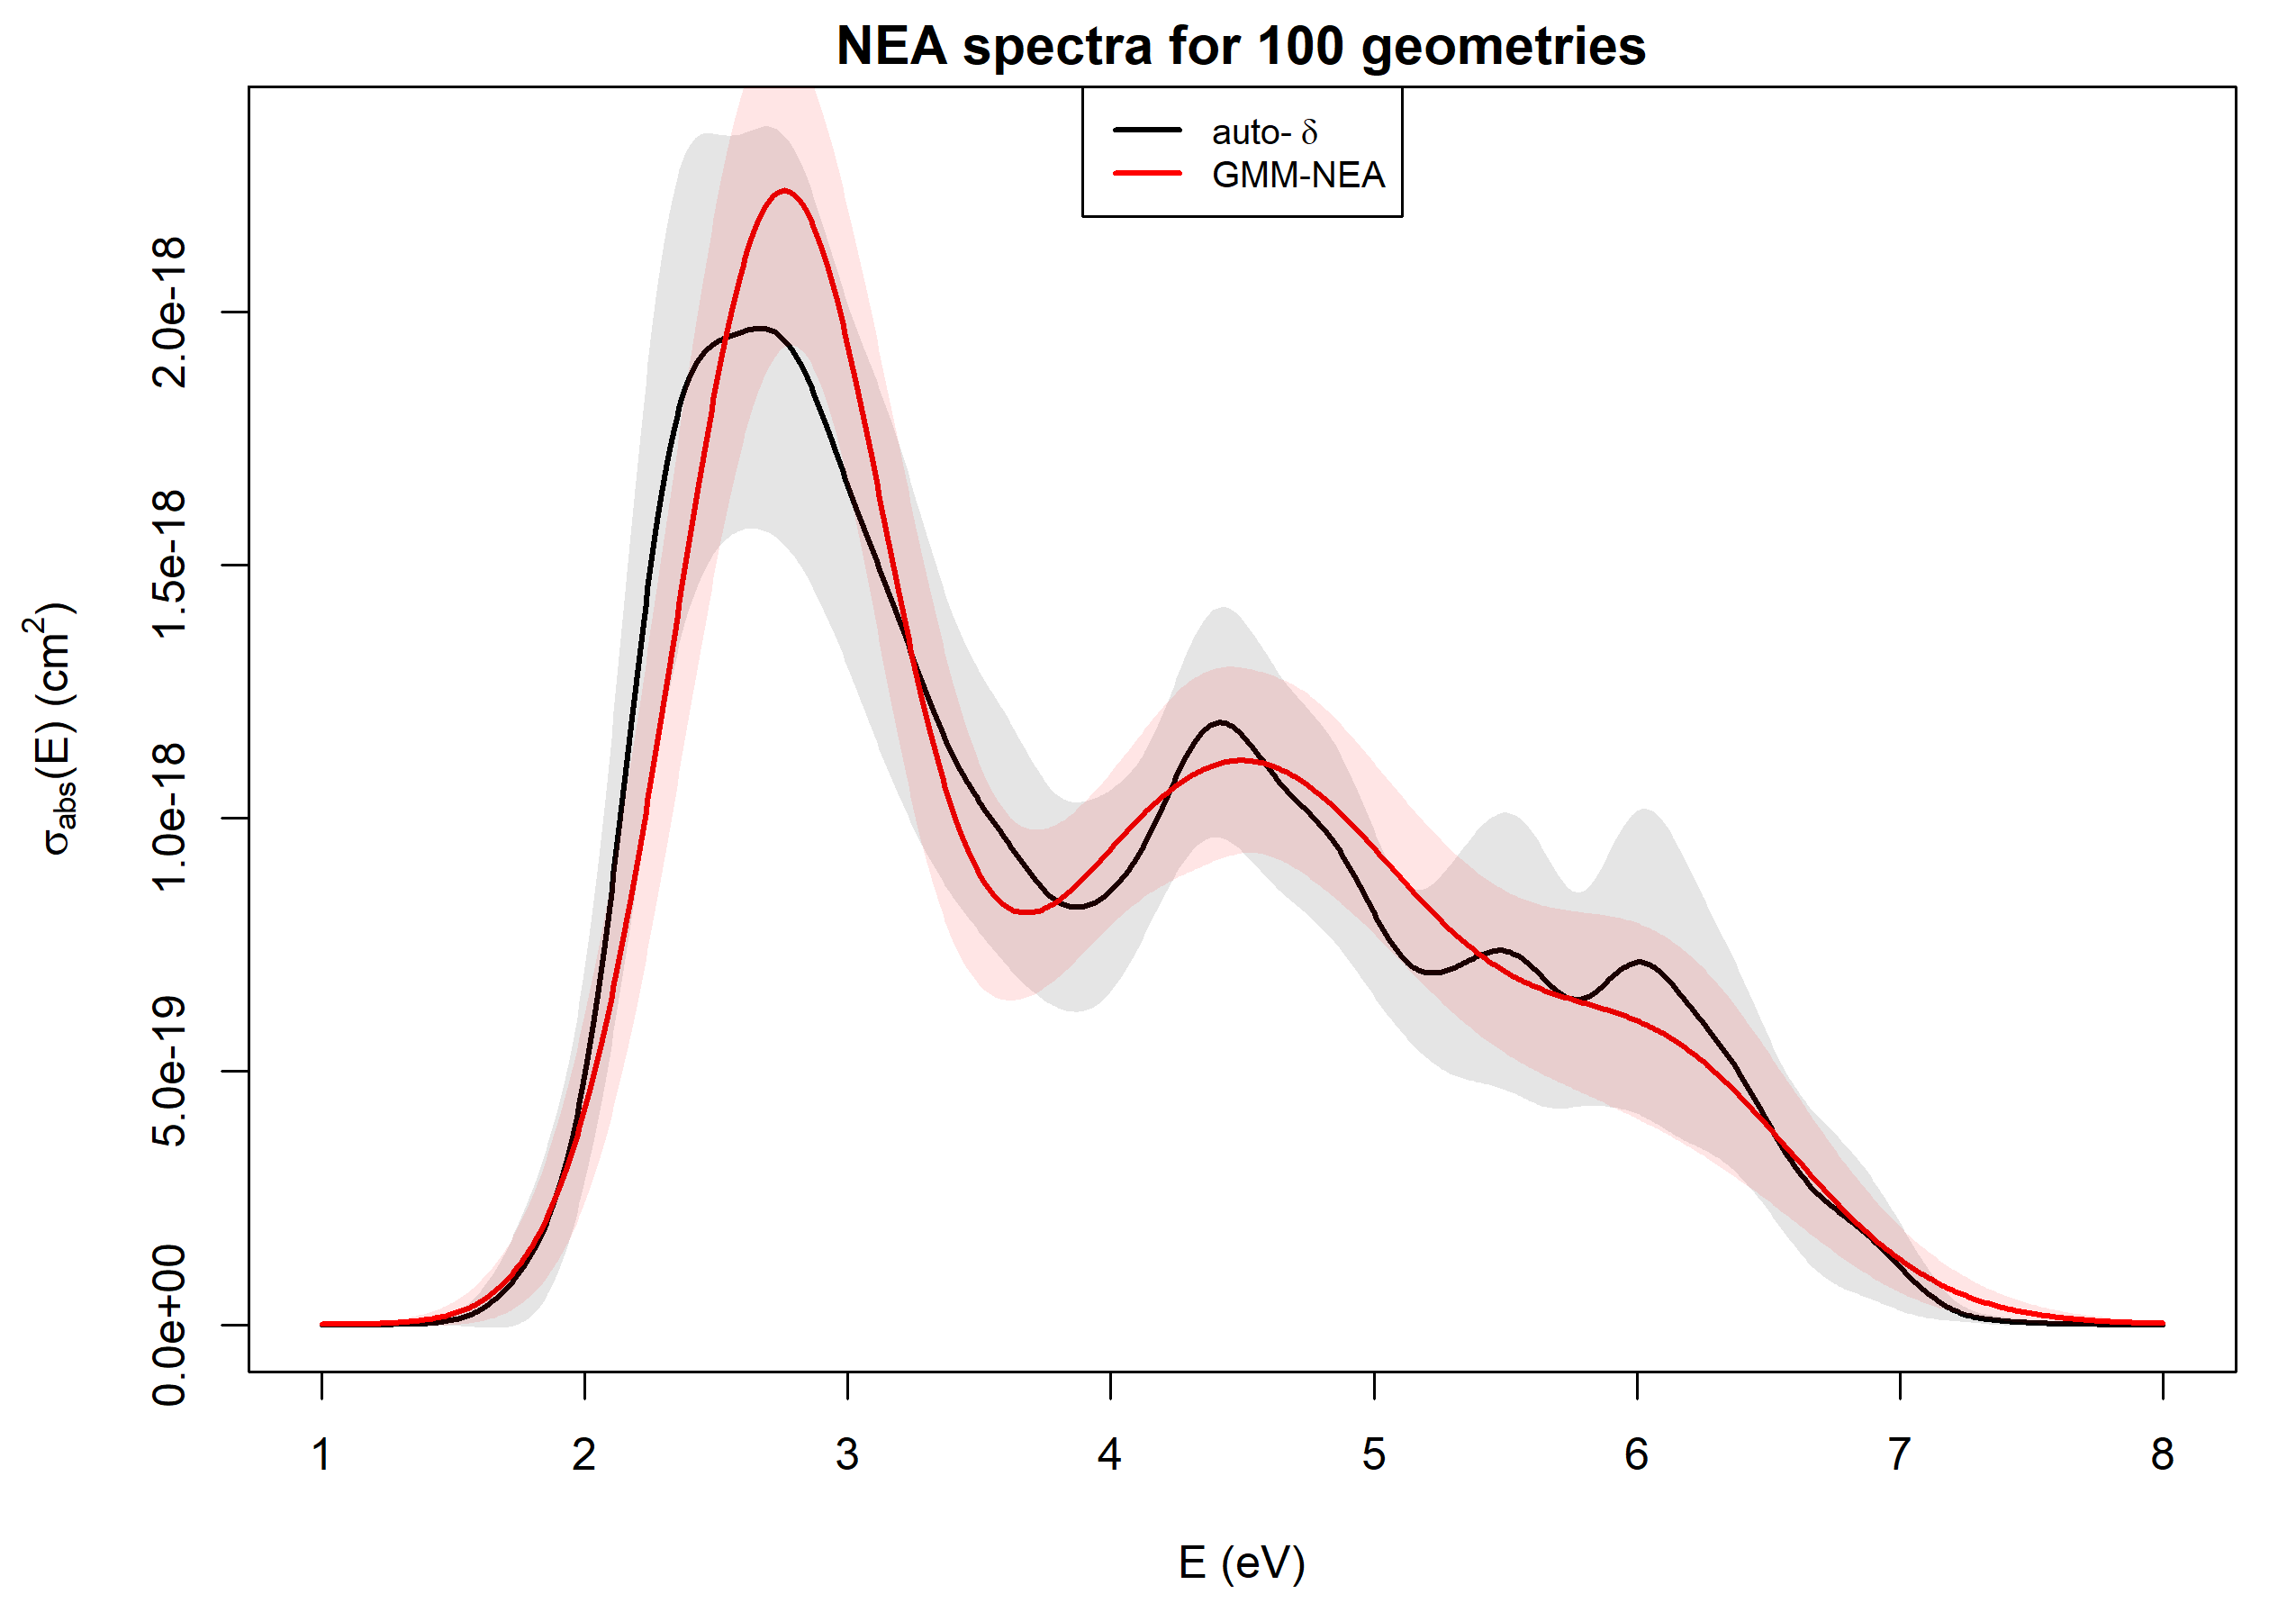 NEA spectra for 100 geometries
auto- δ
GMM-NEA
σabs(E) (cm²)
2.0e-18
1.5e-18
1.0e-18
5.0e-19
0.0e+00
1 2 3 4 5 6 7 8
E (eV)